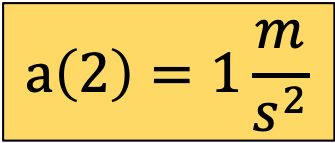 a(2) = 1 m/s²